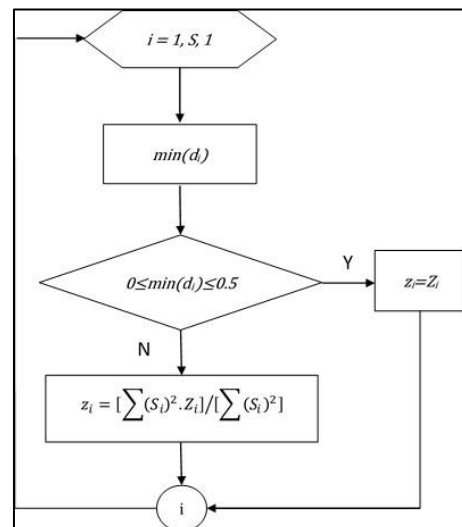 i = 1, S, 1
min(dᵢ)
0≤min(dᵢ)≤0.5
Y
zᵢ=Zᵢ
N
zᵢ = [∑(Sᵢ)².Zᵢ]/[∑(Sᵢ)²]
i